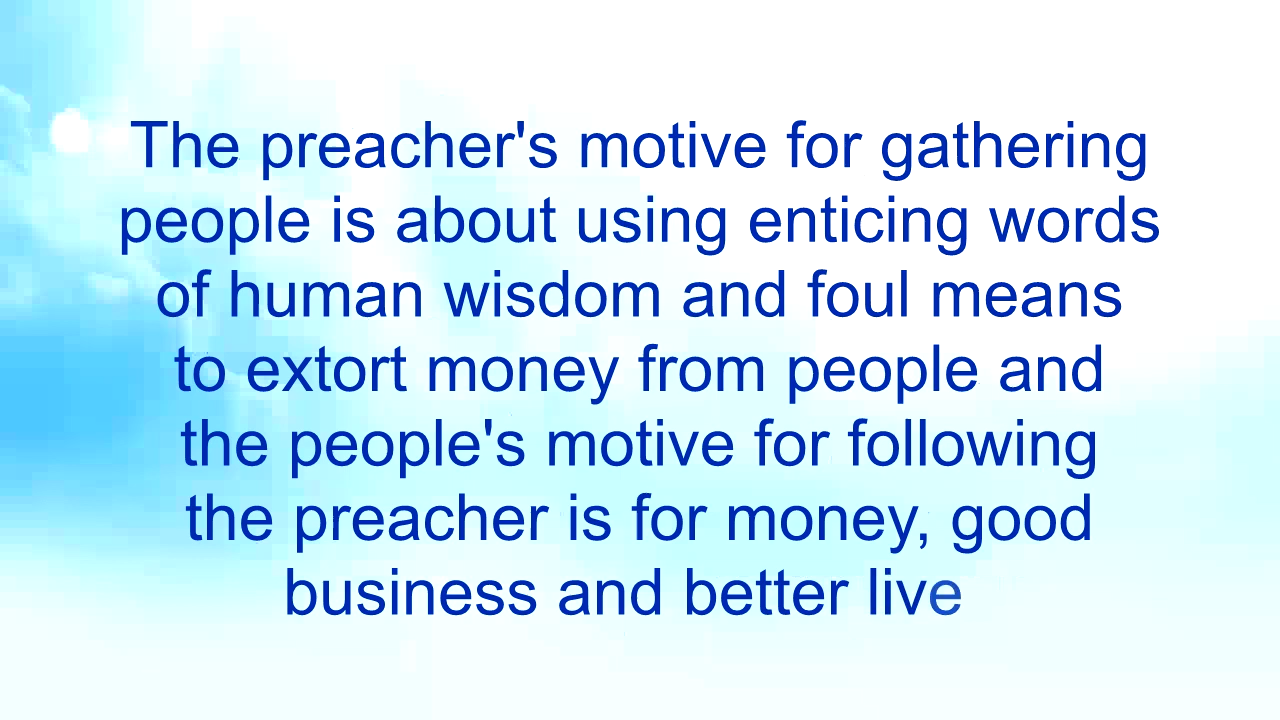 The preacher's motive for gathering
people is about using enticing words
of human wisdom and foul means
to extort money from people and
the people's motive for following
the preacher is for money, good
business and better live